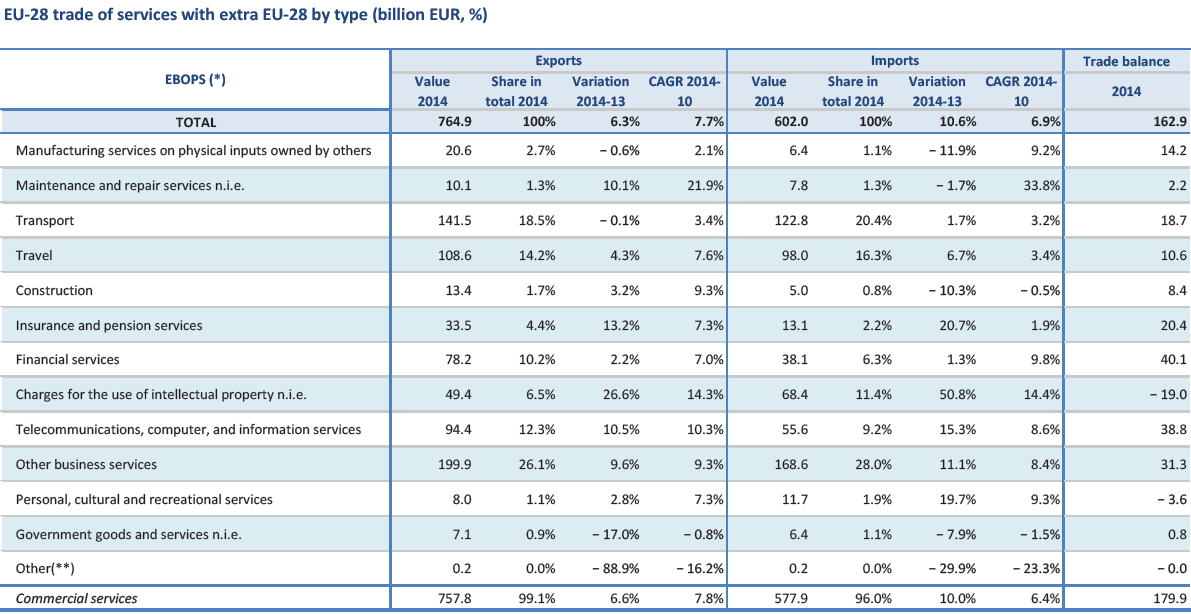 EU-28 trade of services with extra EU-28 by type (billion EUR, %)
EBOPS (*) Exports Imports Trade balance
Value 2014 Share in total 2014 Variation 2014-13 CAGR 2014-10 Value 2014 Share in total 2014 Variation 2014-13 CAGR 2014-10 2014
TOTAL 764.9 100% 6.3% 7.7% 602.0 100% 10.6% 6.9% 162.9
Manufacturing services on physical inputs owned by others 20.6 2.7% − 0.6% 2.1% 6.4 1.1% − 11.9% 9.2% 14.2
Maintenance and repair services n.i.e. 10.1 1.3% 10.1% 21.9% 7.8 1.3% − 1.7% 33.8% 2.2
Transport 141.5 18.5% − 0.1% 3.4% 122.8 20.4% 1.7% 3.2% 18.7
Travel 108.6 14.2% 4.3% 7.6% 98.0 16.3% 6.7% 3.4% 10.6
Construction 13.4 1.7% 3.2% 9.3% 5.0 0.8% − 10.3% − 0.5% 8.4
Insurance and pension services 33.5 4.4% 13.2% 7.3% 13.1 2.2% 20.7% 1.9% 20.4
Financial services 78.2 10.2% 2.2% 7.0% 38.1 6.3% 1.3% 9.8% 40.1
Charges for the use of intellectual property n.i.e. 49.4 6.5% 26.6% 14.3% 68.4 11.4% 50.8% 14.4% − 19.0
Telecommunications, computer, and information services 94.4 12.3% 10.5% 10.3% 55.6 9.2% 15.3% 8.6% 38.8
Other business services 199.9 26.1% 9.6% 9.3% 168.6 28.0% 11.1% 8.4% 31.3
Personal, cultural and recreational services 8.0 1.1% 2.8% 7.3% 11.7 1.9% 19.7% 9.3% − 3.6
Government goods and services n.i.e. 7.1 0.9% − 17.0% − 0.8% 6.4 1.1% − 7.9% − 1.5% 0.8
Other(**) 0.2 0.0% − 88.9% − 16.2% 0.2 0.0% − 29.9% − 23.3% − 0.0
Commercial services 757.8 99.1% 6.6% 7.8% 577.9 96.0% 10.0% 6.4% 179.9